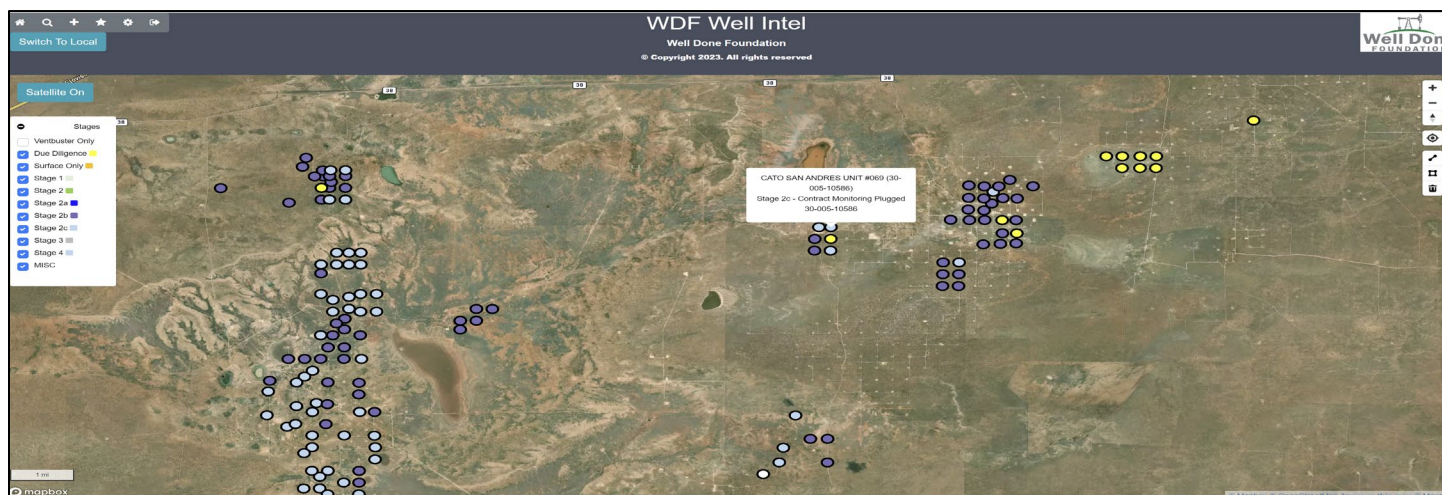 WDF Well Intel
Well Done Foundation
© Copyright 2023. All rights reserved
Switch To Local
Well Don
FOUNDATION
Satellite On
38
38
38
38
38
Stages
Ventbuster Only
Due Diligence
Surface Only
Stage 1
Stage 2
Stage 2a
Stage 2b
Stage 2c
Stage 3
Stage 4
MISC
CATO SAN ANDRES UNIT #069 (30-
005-10586)
Stage 2c - Contract Monitoring Plugged
30-005-10586
1 mi
mapbox